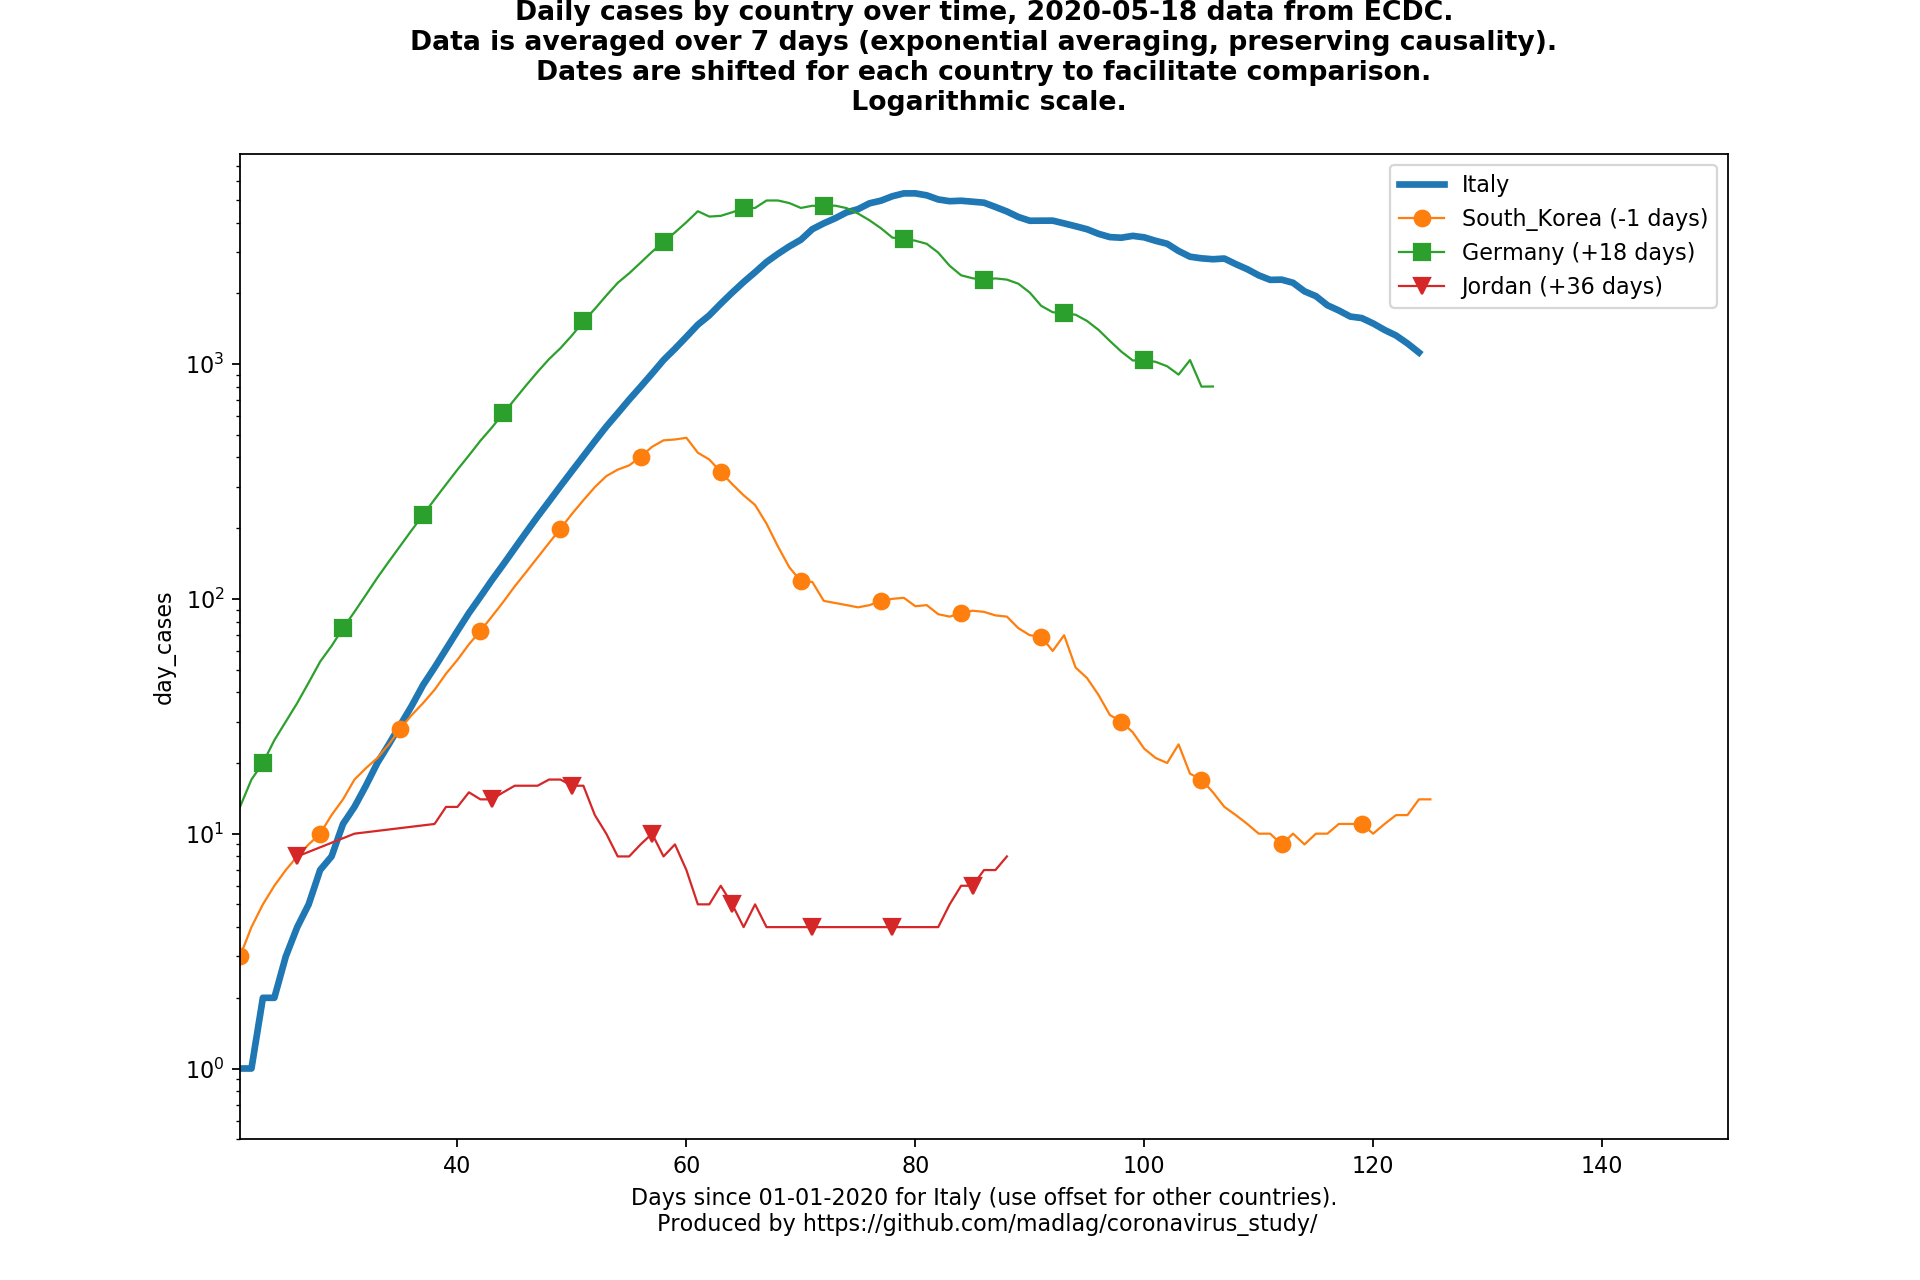 Daily cases by country over time, 2020-05-18 data from ECDC.
Data is averaged over 7 days (exponential averaging, preserving causality).
Dates are shifted for each country to facilitate comparison.
Logarithmic scale.
Italy
South_Korea (-1 days)
Germany (+18 days)
Jordan (+36 days)
10³
10²
10¹
10⁰
day_cases
40 60 80 100 120 140
Days since 01-01-2020 for Italy (use offset for other countries).
Produced by https://github.com/madlag/coronavirus_study/